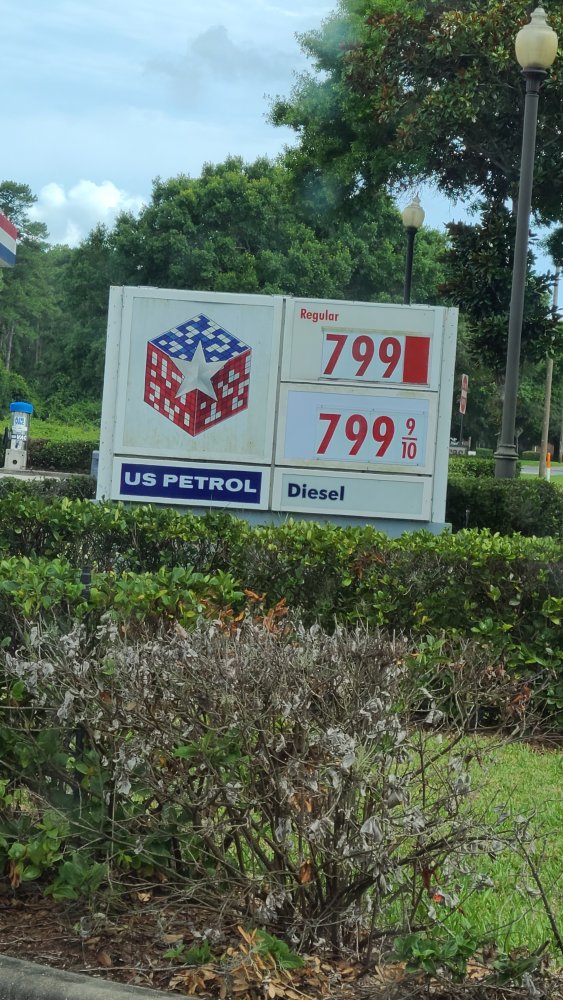 Regular
799
799 9/10
US PETROL
Diesel